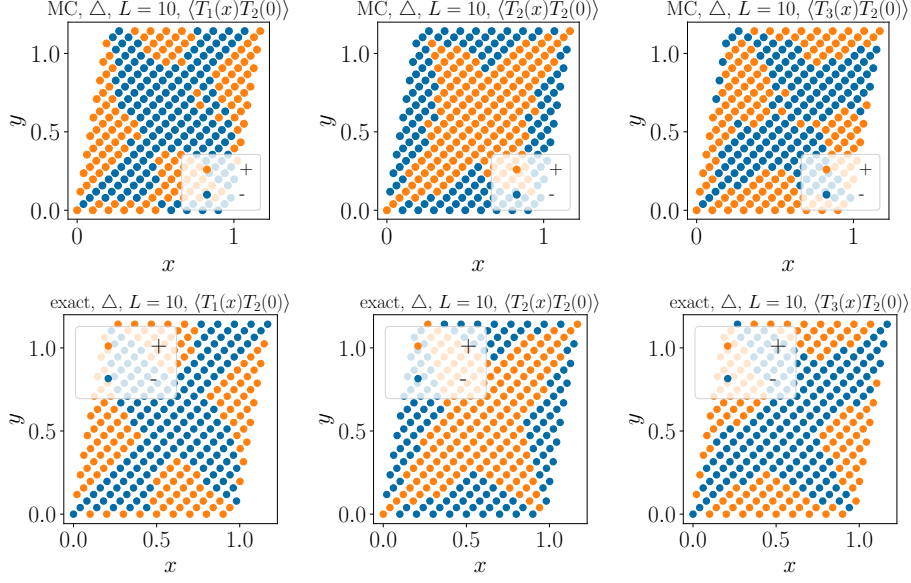 MC, △, L = 10, ⟨T₁(x)T₂(0)⟩
MC, △, L = 10, ⟨T₂(x)T₂(0)⟩
MC, △, L = 10, ⟨T₃(x)T₂(0)⟩
1.0
0.5
0.0
y
0
1
x
+
-
1.0
0.5
0.0
y
0
1
x
+
-
1.0
0.5
0.0
y
0
1
x
+
-
exact, △, L = 10, ⟨T₁(x)T₂(0)⟩
exact, △, L = 10, ⟨T₂(x)T₂(0)⟩
exact, △, L = 10, ⟨T₃(x)T₂(0)⟩
+
-
1.0
0.5
0.0
y
0.0
0.5
1.0
x
+
-
1.0
0.5
0.0
y
0.0
0.5
1.0
x
+
-
1.0
0.5
0.0
y
0.0
0.5
1.0
x